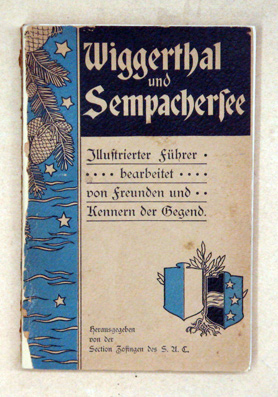 Wiggerthal
und
Sempachersee
Illustrierter Führer
bearbeitet
von Freunden und
Kennern der Gegend.
Herausgegeben
von der
Section Zofingen des S. A. C.